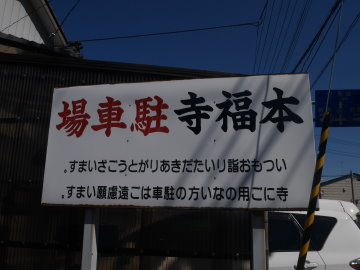 本福寺駐車場
いつもお詣りいただきありがとうございます。
寺にご用のない方の駐車はご遠慮願います。